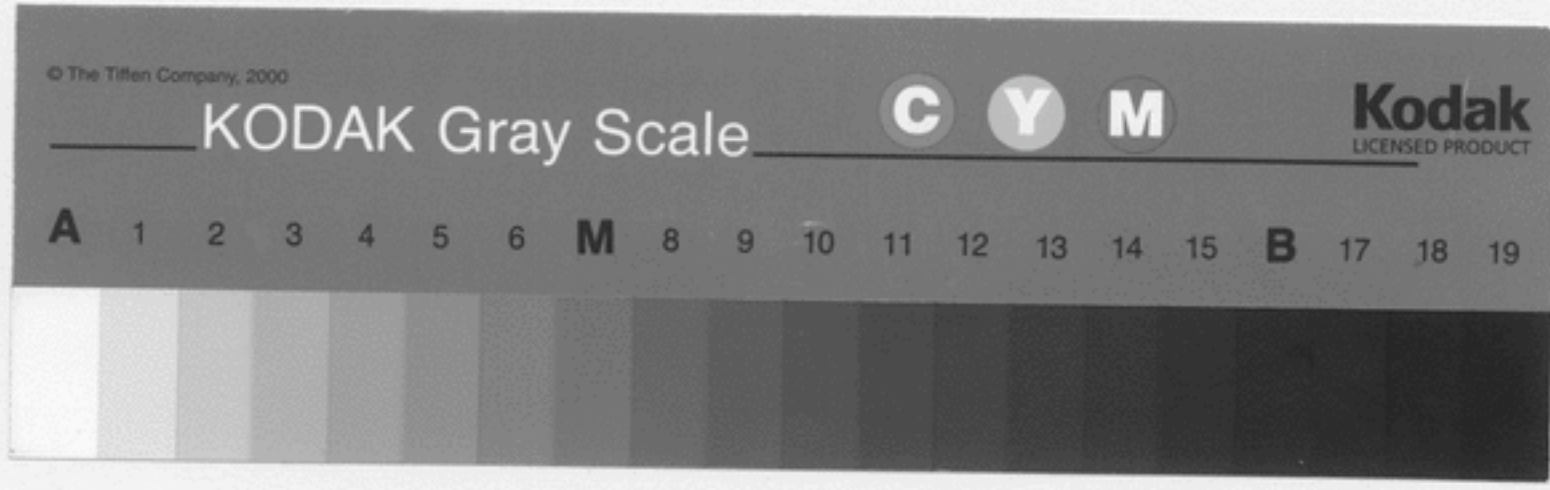 © The Tiffen Company, 2000
KODAK Gray Scale
C Y M
Kodak
LICENSED PRODUCT
A 1 2 3 4 5 6 M 8 9 10 11 12 13 14 15 B 17 18 19